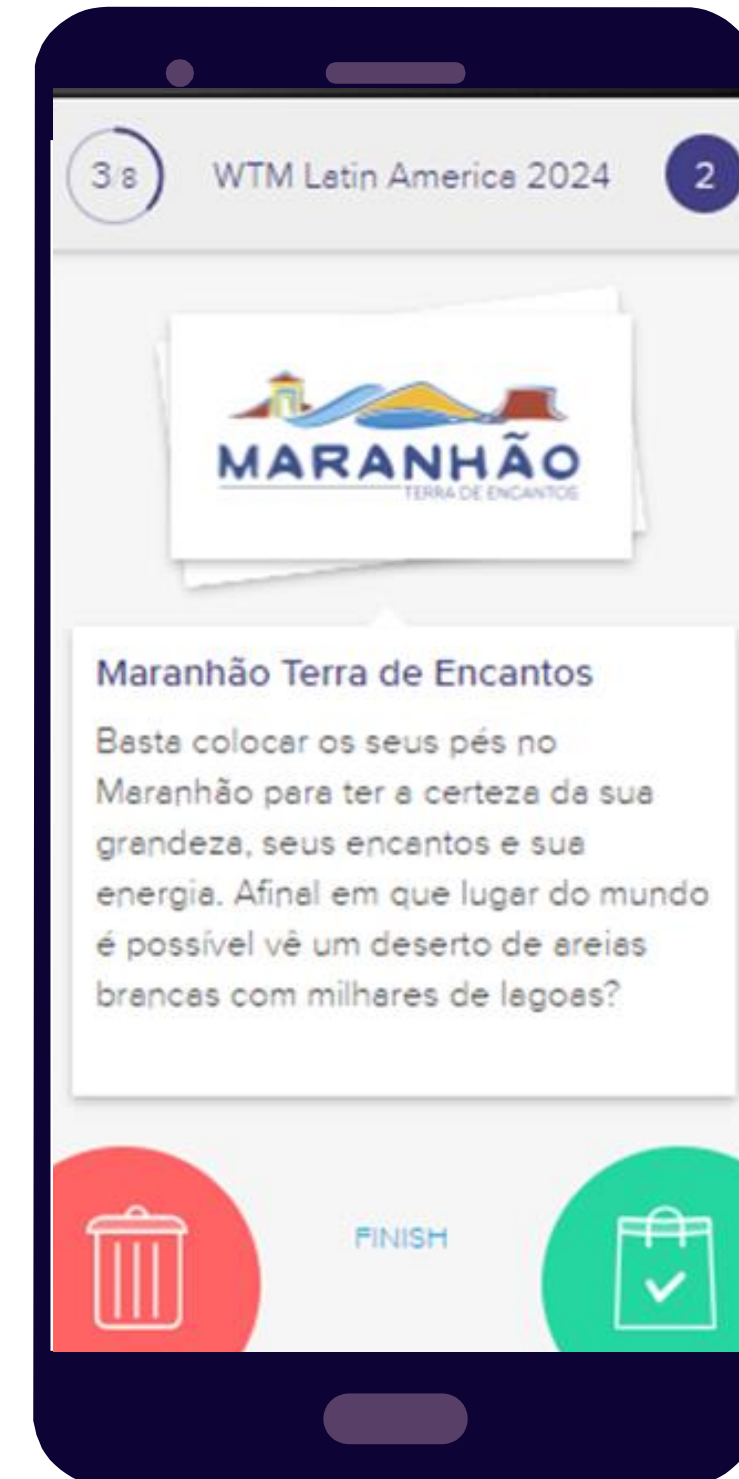 3/8
WTM Latin America 2024
2
MARANHÃO
TERRA DE ENCANTOS
Maranhão Terra de Encantos
Basta colocar os seus pés no
Maranhão para ter a certeza da sua
grandeza, seus encantos e sua
energia. Afinal em que lugar do mundo
é possível vê um deserto de areias
brancas com milhares de lagoas?
FINISH